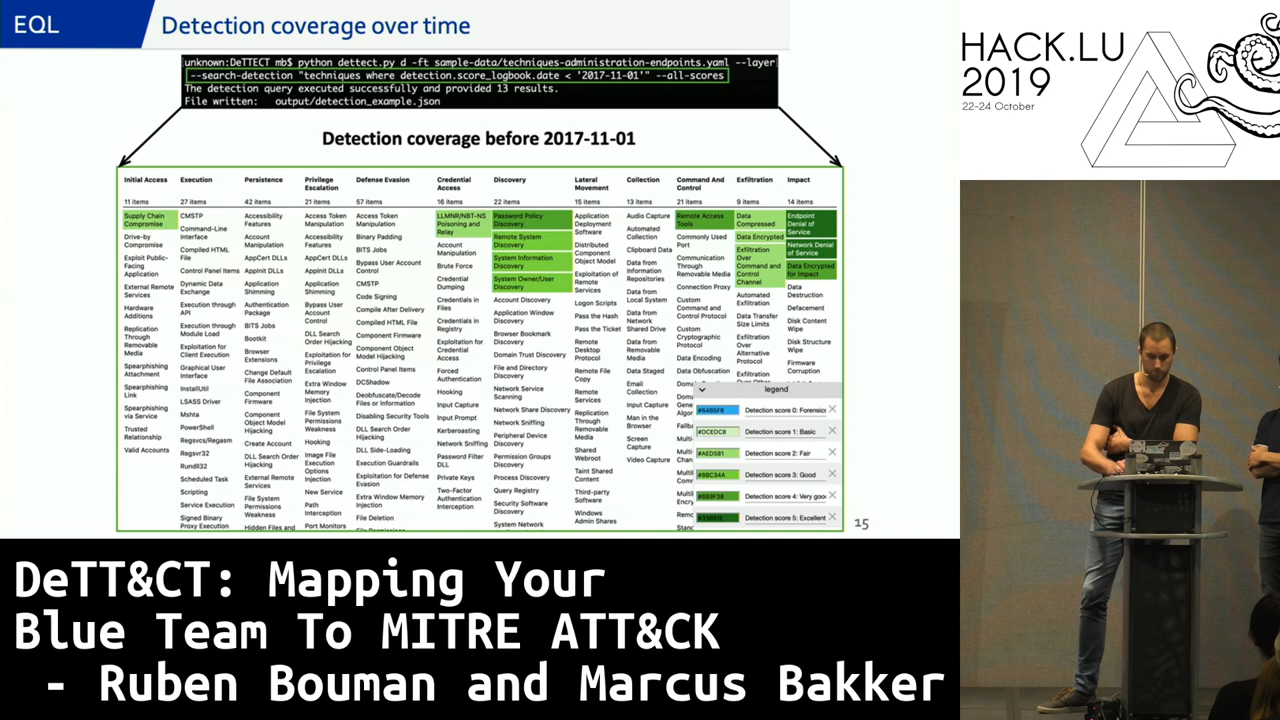 EQL
Detection coverage over time
unknown:DeTTECT mb$ python dettect.py d -ft sample-data/techniques-administration-endpoints.yaml --layer
--search-detection "techniques where detection.score_logbook.date < '2017-11-01'" --all-scores
The detection query executed successfully and provided 13 results.
File written: output/detection_example.json
Detection coverage before 2017-11-01
Initial Access
11 items
Supply Chain
Compromise
Drive-by
Compromise
Exploit Public-
Facing
Application
External Remote
Services
Hardware
Additions
Replication
Through
Removable
Media
Spearphishing
Attachment
Spearphishing
Link
Spearphishing
via Service
Trusted
Relationship
Valid Accounts
Execution
27 items
CMSTP
Command-Line
Interface
Compiled HTML
File
Control Panel Items
Dynamic Data
Exchange
Execution through
API
Execution through
Module Load
Exploitation for
Client Execution
Graphical User
Interface
InstallUtil
LSASS Driver
Mshta
PowerShell
Regsvcs/Regasm
Regsvr32
Rundll32
Scheduled Task
Scripting
Service Execution
Signed Binary
Proxy Execution
Persistence
42 items
Accessibility
Features
Account
Manipulation
AppCert DLLs
AppInit DLLs
Application
Shimming
Authentication
Package
BITS Jobs
Bootkit
Browser
Extensions
Change Default
File Association
Component
Firmware
Component
Object Model
Hijacking
Create Account
DLL Search Order
Hijacking
External Remote
Services
File System
Permissions
Weakness
Hidden Files and
Privilege
Escalation
21 items
Access Token
Manipulation
Accessibility
Features
AppCert DLLs
AppInit DLLs
Application
Shimming
Bypass User
Account
Control
DLL Search
Order Hijacking
Exploitation for
Privilege
Escalation
Extra Window
Memory
Injection
File System
Permissions
Weakness
Hooking
Image File
Execution
Options
Injection
New Service
Path
Interception
Port Monitors
Defense Evasion
57 items
Access Token
Manipulation
Binary Padding
BITS Jobs
Bypass User Account
Control
CMSTP
Code Signing
Compile After Delivery
Compiled HTML File
Component Firmware
Component Object
Model Hijacking
Control Panel Items
DCShadow
Deobfuscate/Decode
Files or Information
Disabling Security Tools
DLL Search Order
Hijacking
DLL Side-Loading
Execution Guardrails
Exploitation for Defense
Evasion
Extra Window Memory
Injection
File Deletion
Credential
Access
16 items
LLMNR/NBT-NS
Poisoning and
Relay
Account
Manipulation
Brute Force
Credential
Dumping
Credentials in
Files
Credentials in
Registry
Exploitation for
Credential
Access
Forced
Authentication
Hooking
Input Capture
Input Prompt
Kerberoasting
Network Sniffing
Password Filter
DLL
Private Keys
Two-Factor
Authentication
Interception
Discovery
22 items
Password Policy
Discovery
Remote System
Discovery
System Information
Discovery
System Owner/User
Discovery
Account Discovery
Application Window
Discovery
Browser Bookmark
Discovery
Domain Trust Discovery
File and Directory
Discovery
Network Service
Scanning
Network Share Discovery
Network Sniffing
Peripheral Device
Discovery
Permission Groups
Discovery
Process Discovery
Query Registry
Security Software
Discovery
System Network
Lateral
Movement
15 items
Application
Deployment
Software
Distributed
Component
Object Model
Exploitation of
Remote
Services
Logon Scripts
Pass the Hash
Pass the Ticket
Remote
Desktop
Protocol
Remote File
Copy
Remote
Services
Replication
Through
Removable
Media
Shared
Webroot
Taint Shared
Content
Third-party
Software
Windows
Admin Shares
Collection
13 items
Audio Capture
Automated
Collection
Clipboard Data
Data from
Information
Repositories
Data from
Local System
Data from
Network
Shared Drive
Data from
Removable
Media
Data Staged
Email
Collection
Input Capture
Man in the
Browser
Screen
Capture
Video Capture
Command And
Control
21 items
Remote Access
Tools
Commonly Used
Port
Communication
Through
Removable Media
Connection Proxy
Custom
Command and
Control Protocol
Custom
Cryptographic
Protocol
Data Encoding
Data Obfuscation
Exfiltration
9 items
Data
Compressed
Data Encrypted
Exfiltration
Over
Command and
Control
Channel
Automated
Exfiltration
Data Transfer
Size Limits
Exfiltration
Over
Alternative
Protocol
Exfiltration
Impact
14 items
Endpoint
Denial of
Service
Network Denial
of Service
Data Encrypted
for Impact
Data
Destruction
Defacement
Disk Content
Wipe
Disk Structure
Wipe
Firmware
Corruption
legend
#64B5F6 Detection score 0: Forensics
#DCEDC8 Detection score 1: Basic
#AED581 Detection score 2: Fair
#8BC34A Detection score 3: Good
#689F38 Detection score 4: Very good
Detection score 5: Excellent
15
HACK.LU
2019
22-24 October
DeTT&CT: Mapping Your
Blue Team To MITRE ATT&CK
- Ruben Bouman and Marcus Bakker